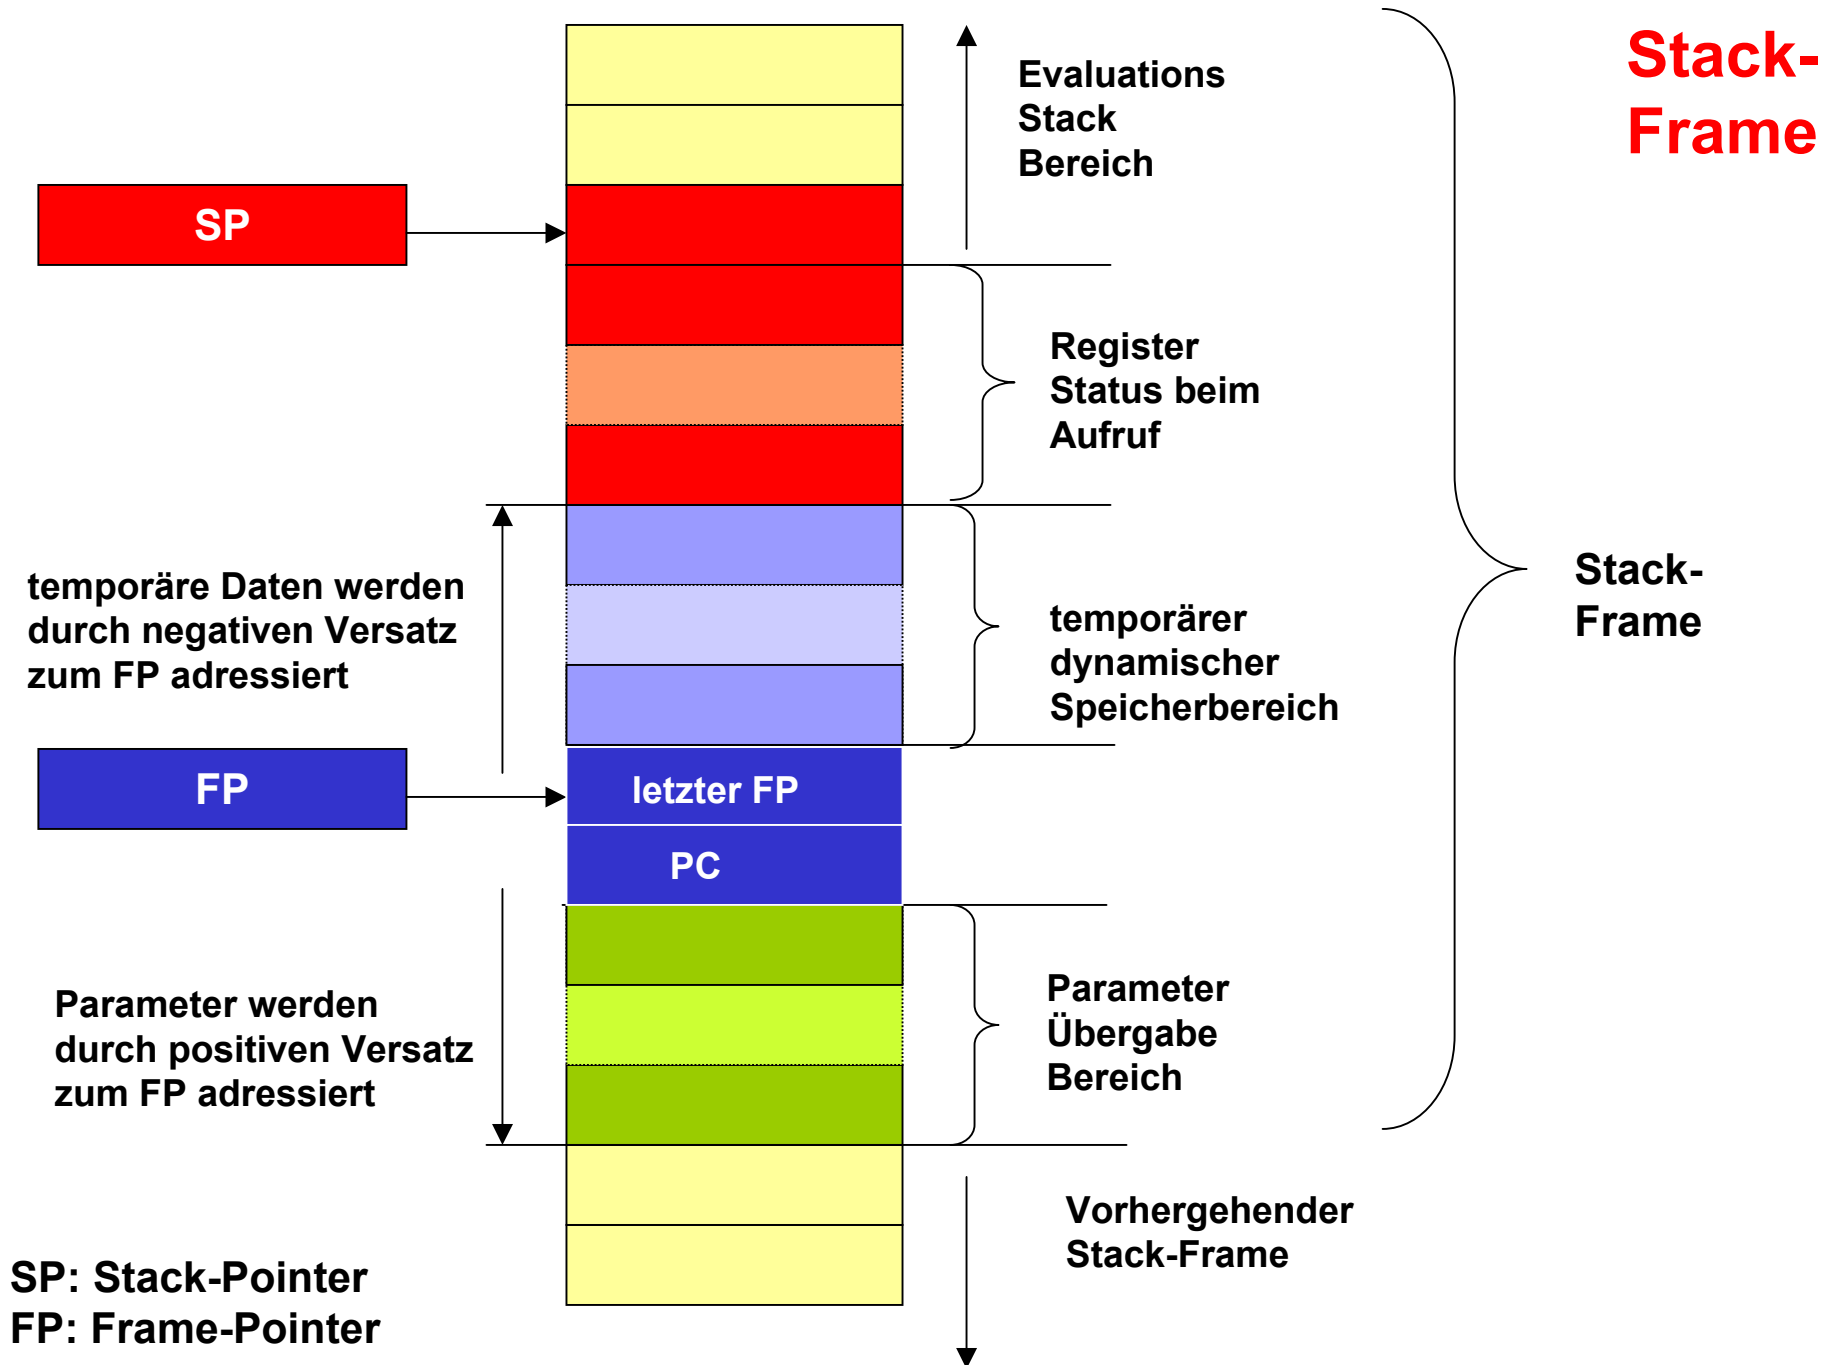 Stack-
Frame
Evaluations
Stack
Bereich
SP
Register
Status beim
Aufruf
temporäre Daten werden
durch negativen Versatz
zum FP adressiert
temporärer
dynamischer
Speicherbereich
Stack-
Frame
FP
letzter FP
PC
Parameter werden
durch positiven Versatz
zum FP adressiert
Parameter
Übergabe
Bereich
Vorhergehender
Stack-Frame
SP: Stack-Pointer
FP: Frame-Pointer